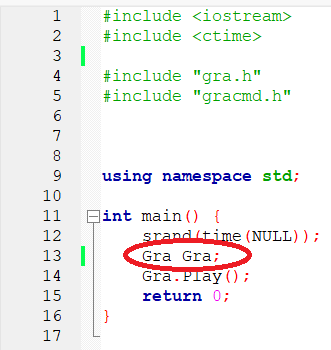 1 #include <iostream>
2 #include <ctime>
3
4 #include "gra.h"
5 #include "gracmd.h"
6
7
8
9 using namespace std;
10
11 int main() {
12 srand(time(NULL));
13 Gra Gra;
14 Gra.Play();
15 return 0;
16 }
17